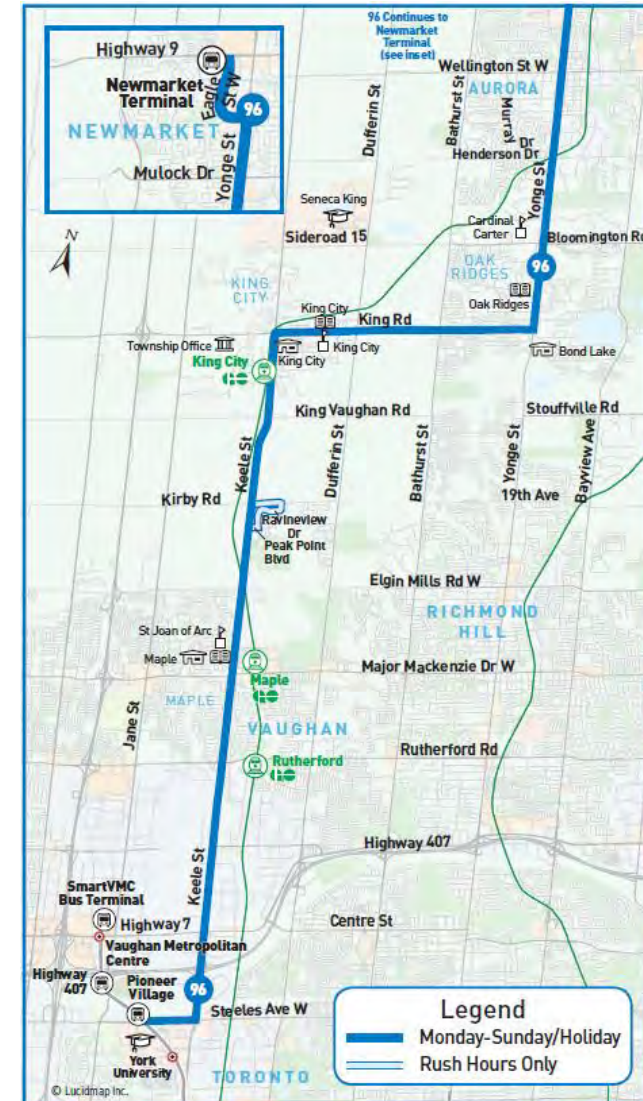 Highway 9
Newmarket
Terminal
Eagle
St W
96
NEWMARKET
Yonge St
Mulock Dr
96 Continues to
Newmarket
Terminal
(see inset)
Wellington St W
AURORA
Dufferin St
Bathurst St
Murray
Dr
Henderson Dr
Yonge St
Seneca King
Sideroad 15
Cardinal
Carter
Bloomington Rd
N
OAK
RIDGES
96
KING
CITY
Oak Ridges
King City
King Rd
Township Office
King City
King City
King City
GO
Bond Lake
King Vaughan Rd
Stouffville Rd
Keele St
Dufferin St
Bathurst St
Yonge St
Bayview Ave
Kirby Rd
19th Ave
Ravineview
Dr
Peak Point
Blvd
Elgin Mills Rd W
RICHMOND
HILL
St Joan of Arc
Maple
Maple
GO
Major Mackenzie Dr W
MAPLE
Jane St
VAUGHAN
Rutherford
GO
Rutherford Rd
Highway 407
Keele St
SmartVMC
Bus Terminal
Highway 7
Centre St
Vaughan Metropolitan
Centre
Highway
407
Pioneer
Village
96
Steeles Ave W
York
University
TORONTO
Legend
Monday-Sunday/Holiday
Rush Hours Only
© Lucidmap Inc.